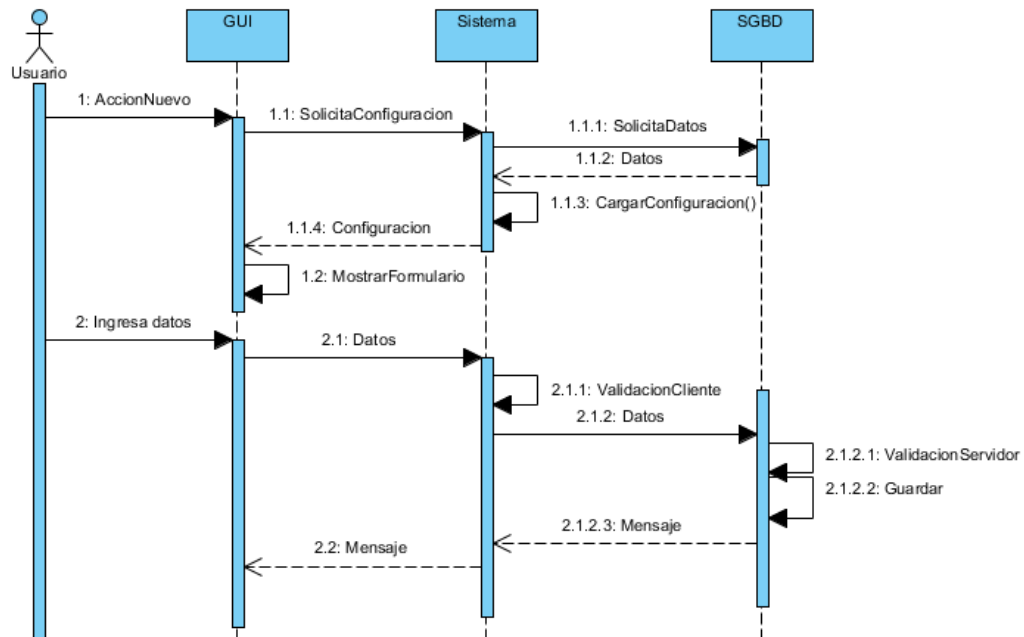 GUI
Sistema
SGBD
Usuario
1: AccionNuevo
1.1: SolicitaConfiguracion
1.1.1: SolicitaDatos
1.1.2: Datos
1.1.3: CargarConfiguracion()
1.1.4: Configuracion
1.2: MostrarFormulario
2: Ingresa datos
2.1: Datos
2.1.1: ValidacionCliente
2.1.2: Datos
2.1.2.1: ValidacionServidor
2.1.2.2: Guardar
2.1.2.3: Mensaje
2.2: Mensaje